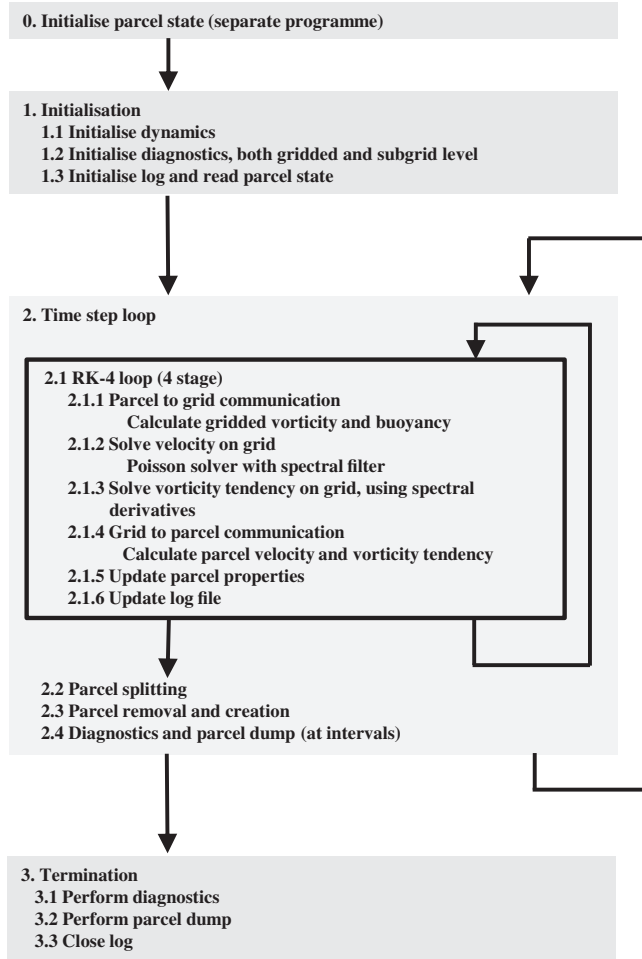 0. Initialise parcel state (separate programme)
1. Initialisation
1.1 Initialise dynamics
1.2 Initialise diagnostics, both gridded and subgrid level
1.3 Initialise log and read parcel state
2. Time step loop
2.1 RK-4 loop (4 stage)
2.1.1 Parcel to grid communication
Calculate gridded vorticity and buoyancy
2.1.2 Solve velocity on grid
Poisson solver with spectral filter
2.1.3 Solve vorticity tendency on grid, using spectral
derivatives
2.1.4 Grid to parcel communication
Calculate parcel velocity and vorticity tendency
2.1.5 Update parcel properties
2.1.6 Update log file
2.2 Parcel splitting
2.3 Parcel removal and creation
2.4 Diagnostics and parcel dump (at intervals)
3. Termination
3.1 Perform diagnostics
3.2 Perform parcel dump
3.3 Close log